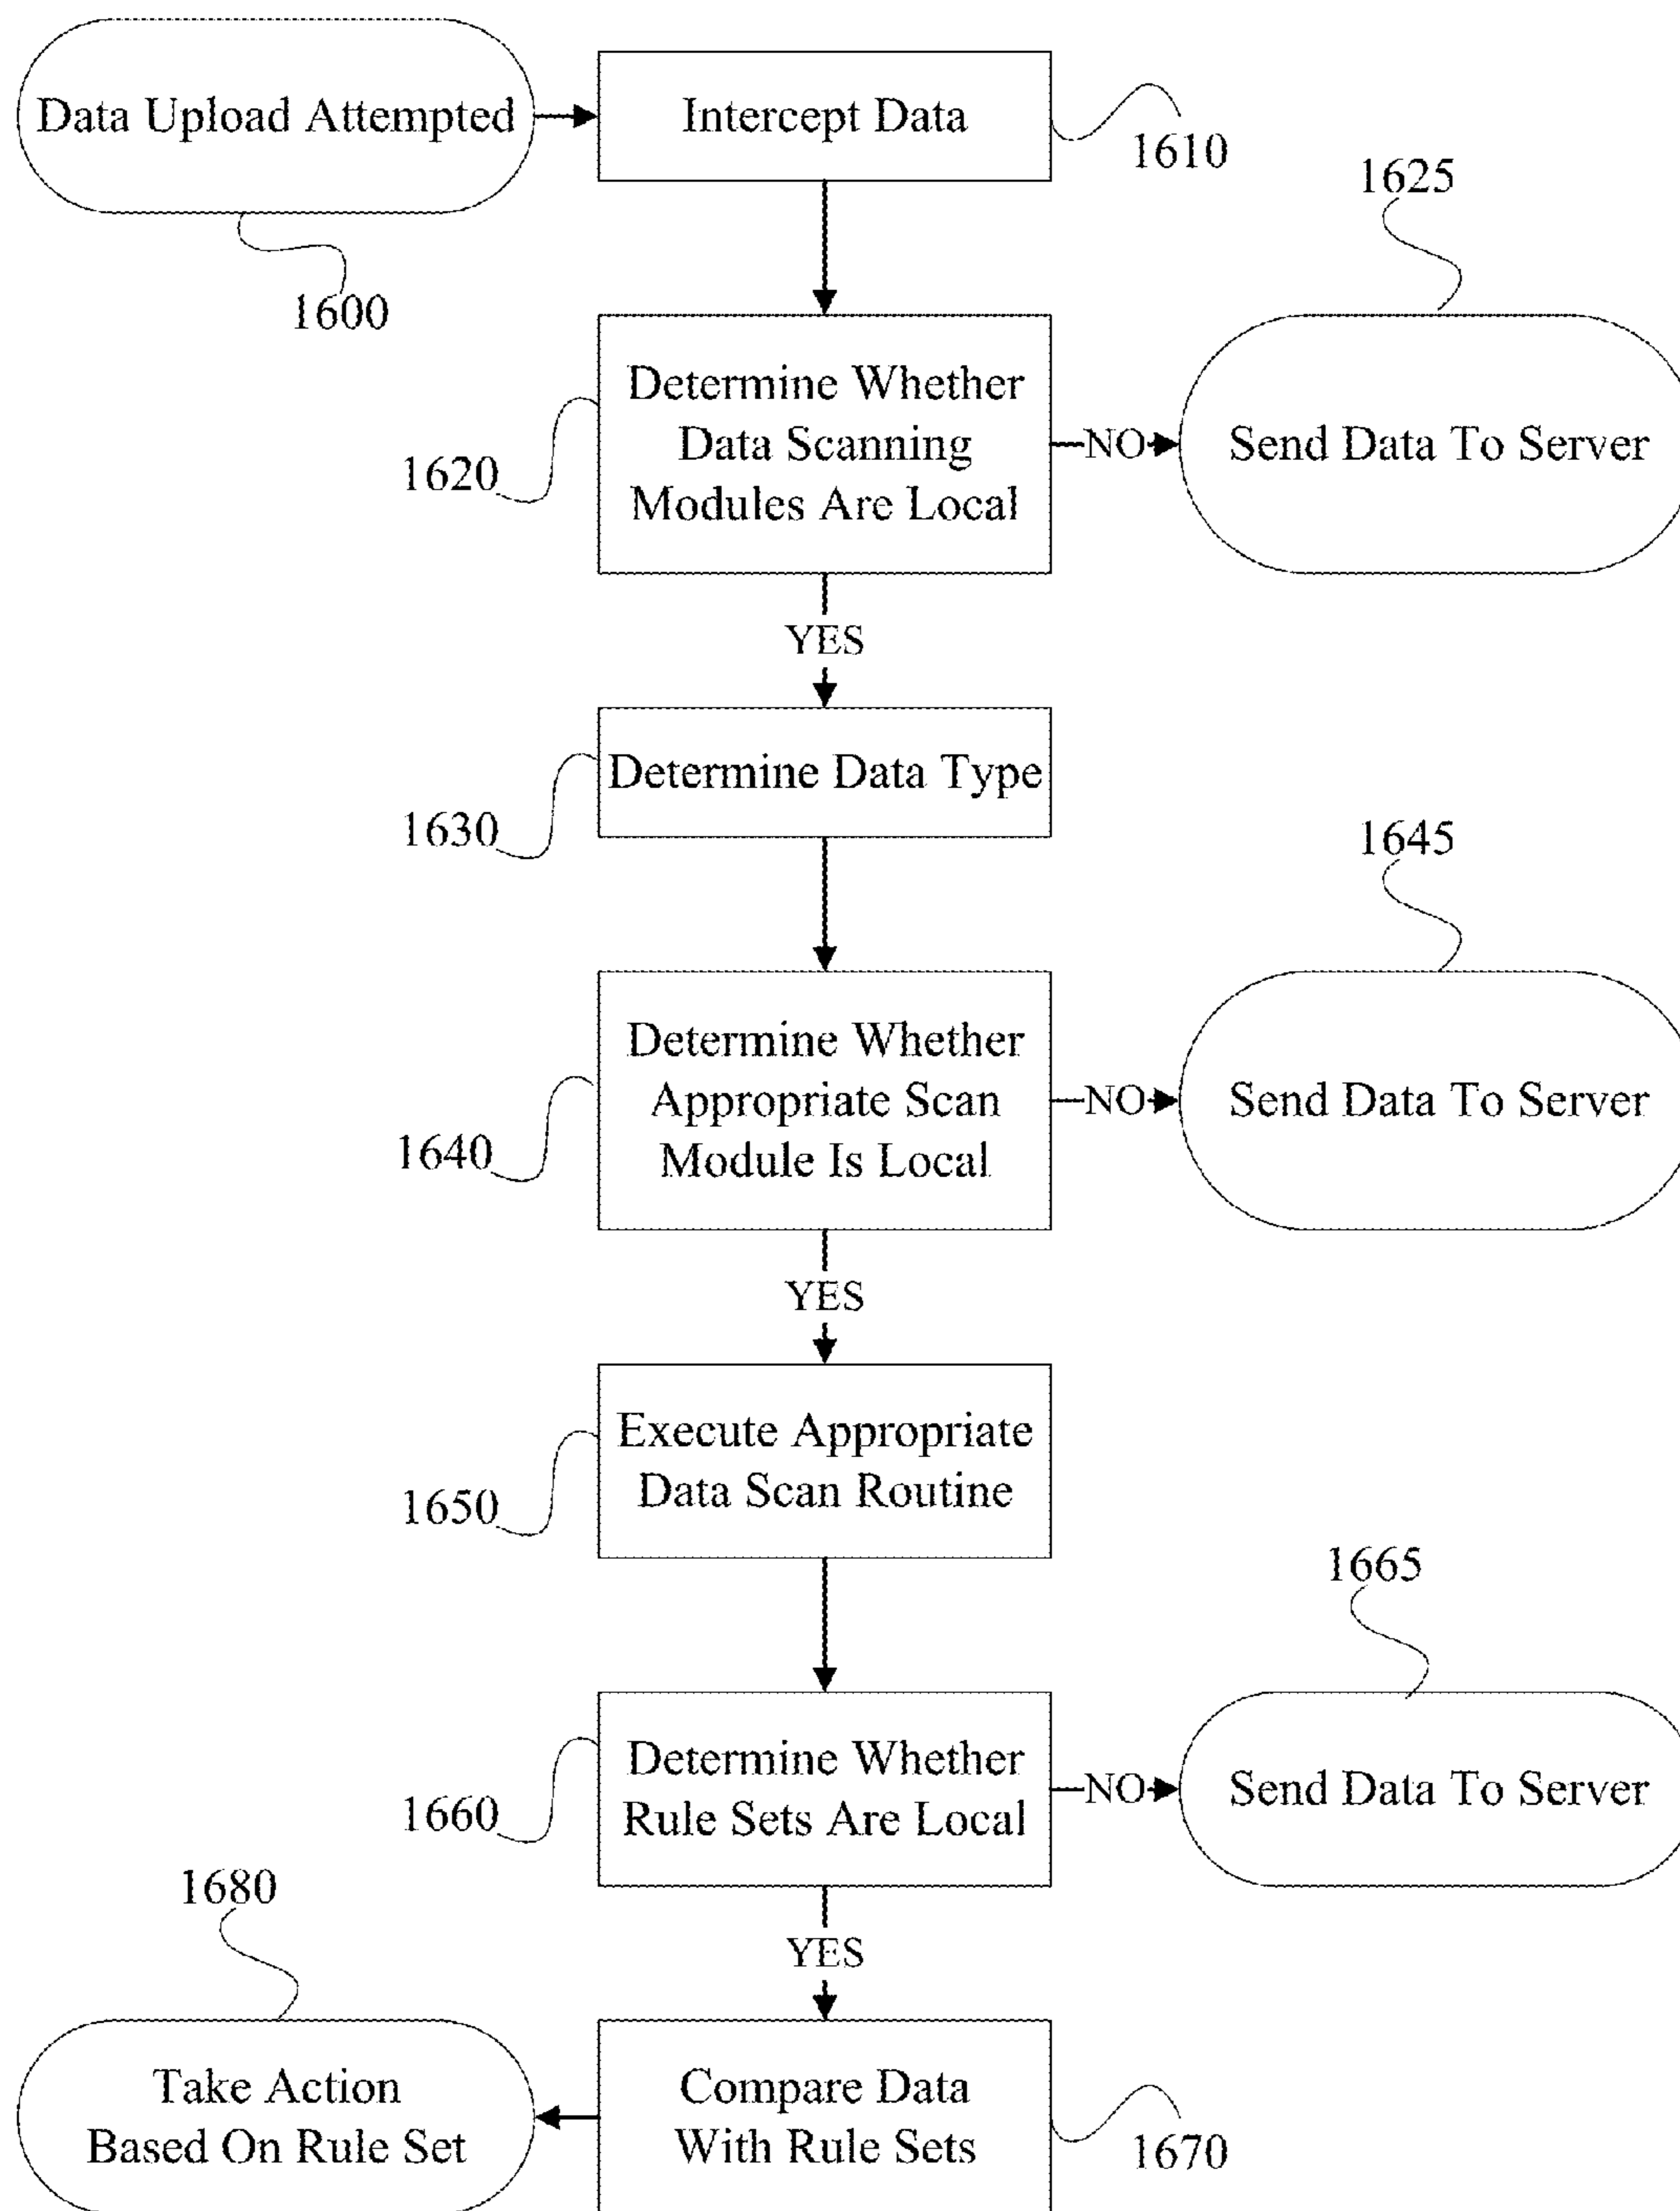 Data Upload Attempted
Intercept Data
1610
1600
1625
Determine Whether
Data Scanning
Modules Are Local
1620
NO
Send Data To Server
YES
Determine Data Type
1630
1645
Determine Whether
Appropriate Scan
Module Is Local
1640
NO
Send Data To Server
YES
Execute Appropriate
Data Scan Routine
1650
1665
Determine Whether
Rule Sets Are Local
1660
NO
Send Data To Server
YES
1680
Take Action
Based On Rule Set
Compare Data
With Rule Sets
1670